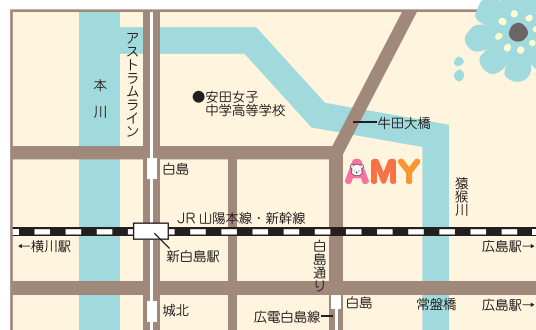 アストラムライン
本川
安田女子
中学高等学校
牛田大橋
白島
AMY
猿猴川
JR山陽本線・新幹線
←横川駅
新白島駅
白島通り
広島駅→
城北
白島
広電白島線
常盤橋
広島駅→